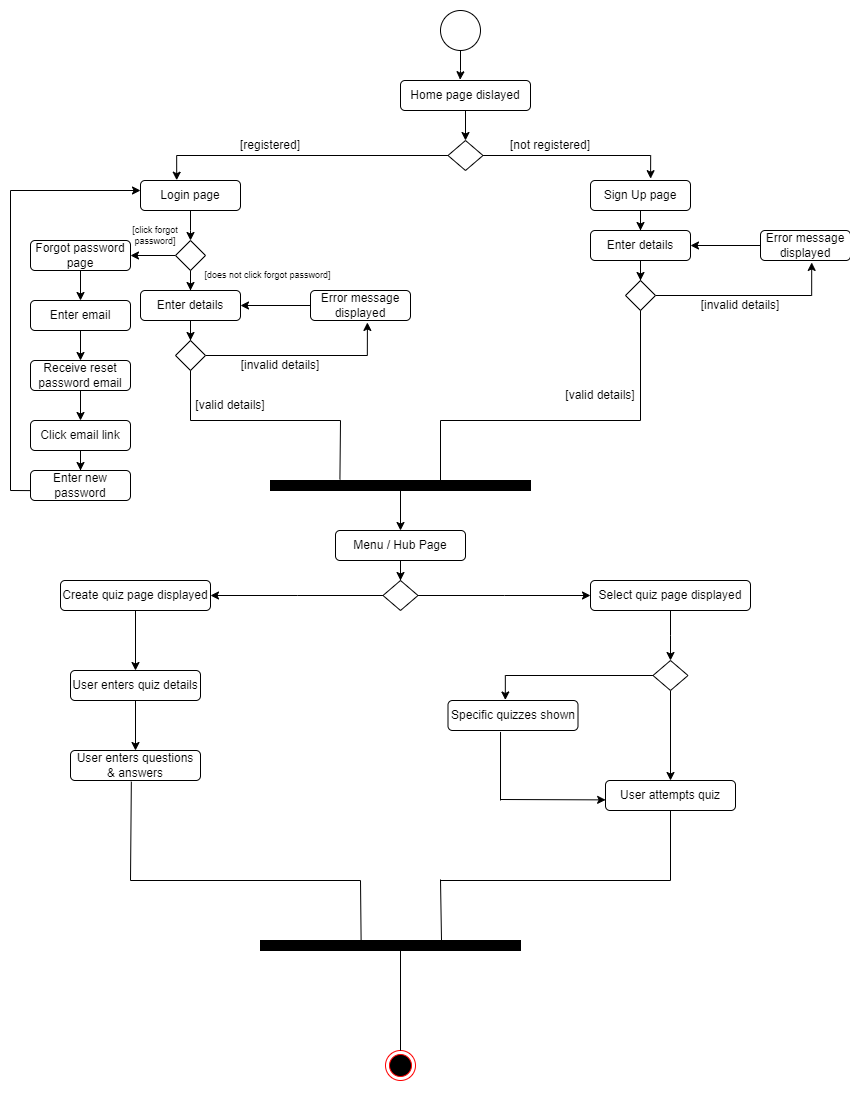 Home page dislayed
[registered]
[not registered]
Login page
Sign Up page
[click forgot
password]
Forgot password
page
Enter details
Error message
displayed
[does not click forgot password]
Enter details
Error message
displayed
[invalid details]
Enter email
[invalid details]
Receive reset
password email
[valid details]
[valid details]
Click email link
Enter new
password
Menu / Hub Page
Create quiz page displayed
Select quiz page displayed
User enters quiz details
Specific quizzes shown
User enters questions
& answers
User attempts quiz